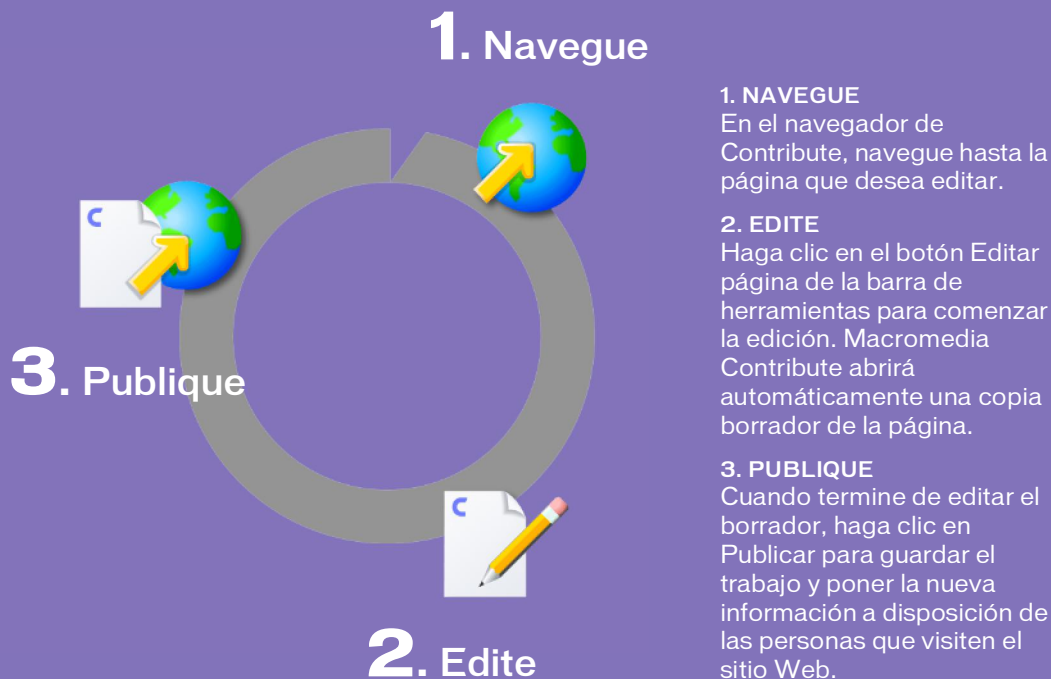 1. Navegue
3. Publique
2. Edite
C
C
1. NAVEGUE
En el navegador de
Contribute, navegue hasta la
página que desea editar.
2. EDITE
Haga clic en el botón Editar
página de la barra de
herramientas para comenzar
la edición. Macromedia
Contribute abrirá
automáticamente una copia
borrador de la página.
3. PUBLIQUE
Cuando termine de editar el
borrador, haga clic en
Publicar para guardar el
trabajo y poner la nueva
información a disposición de
las personas que visiten el
sitio Web.